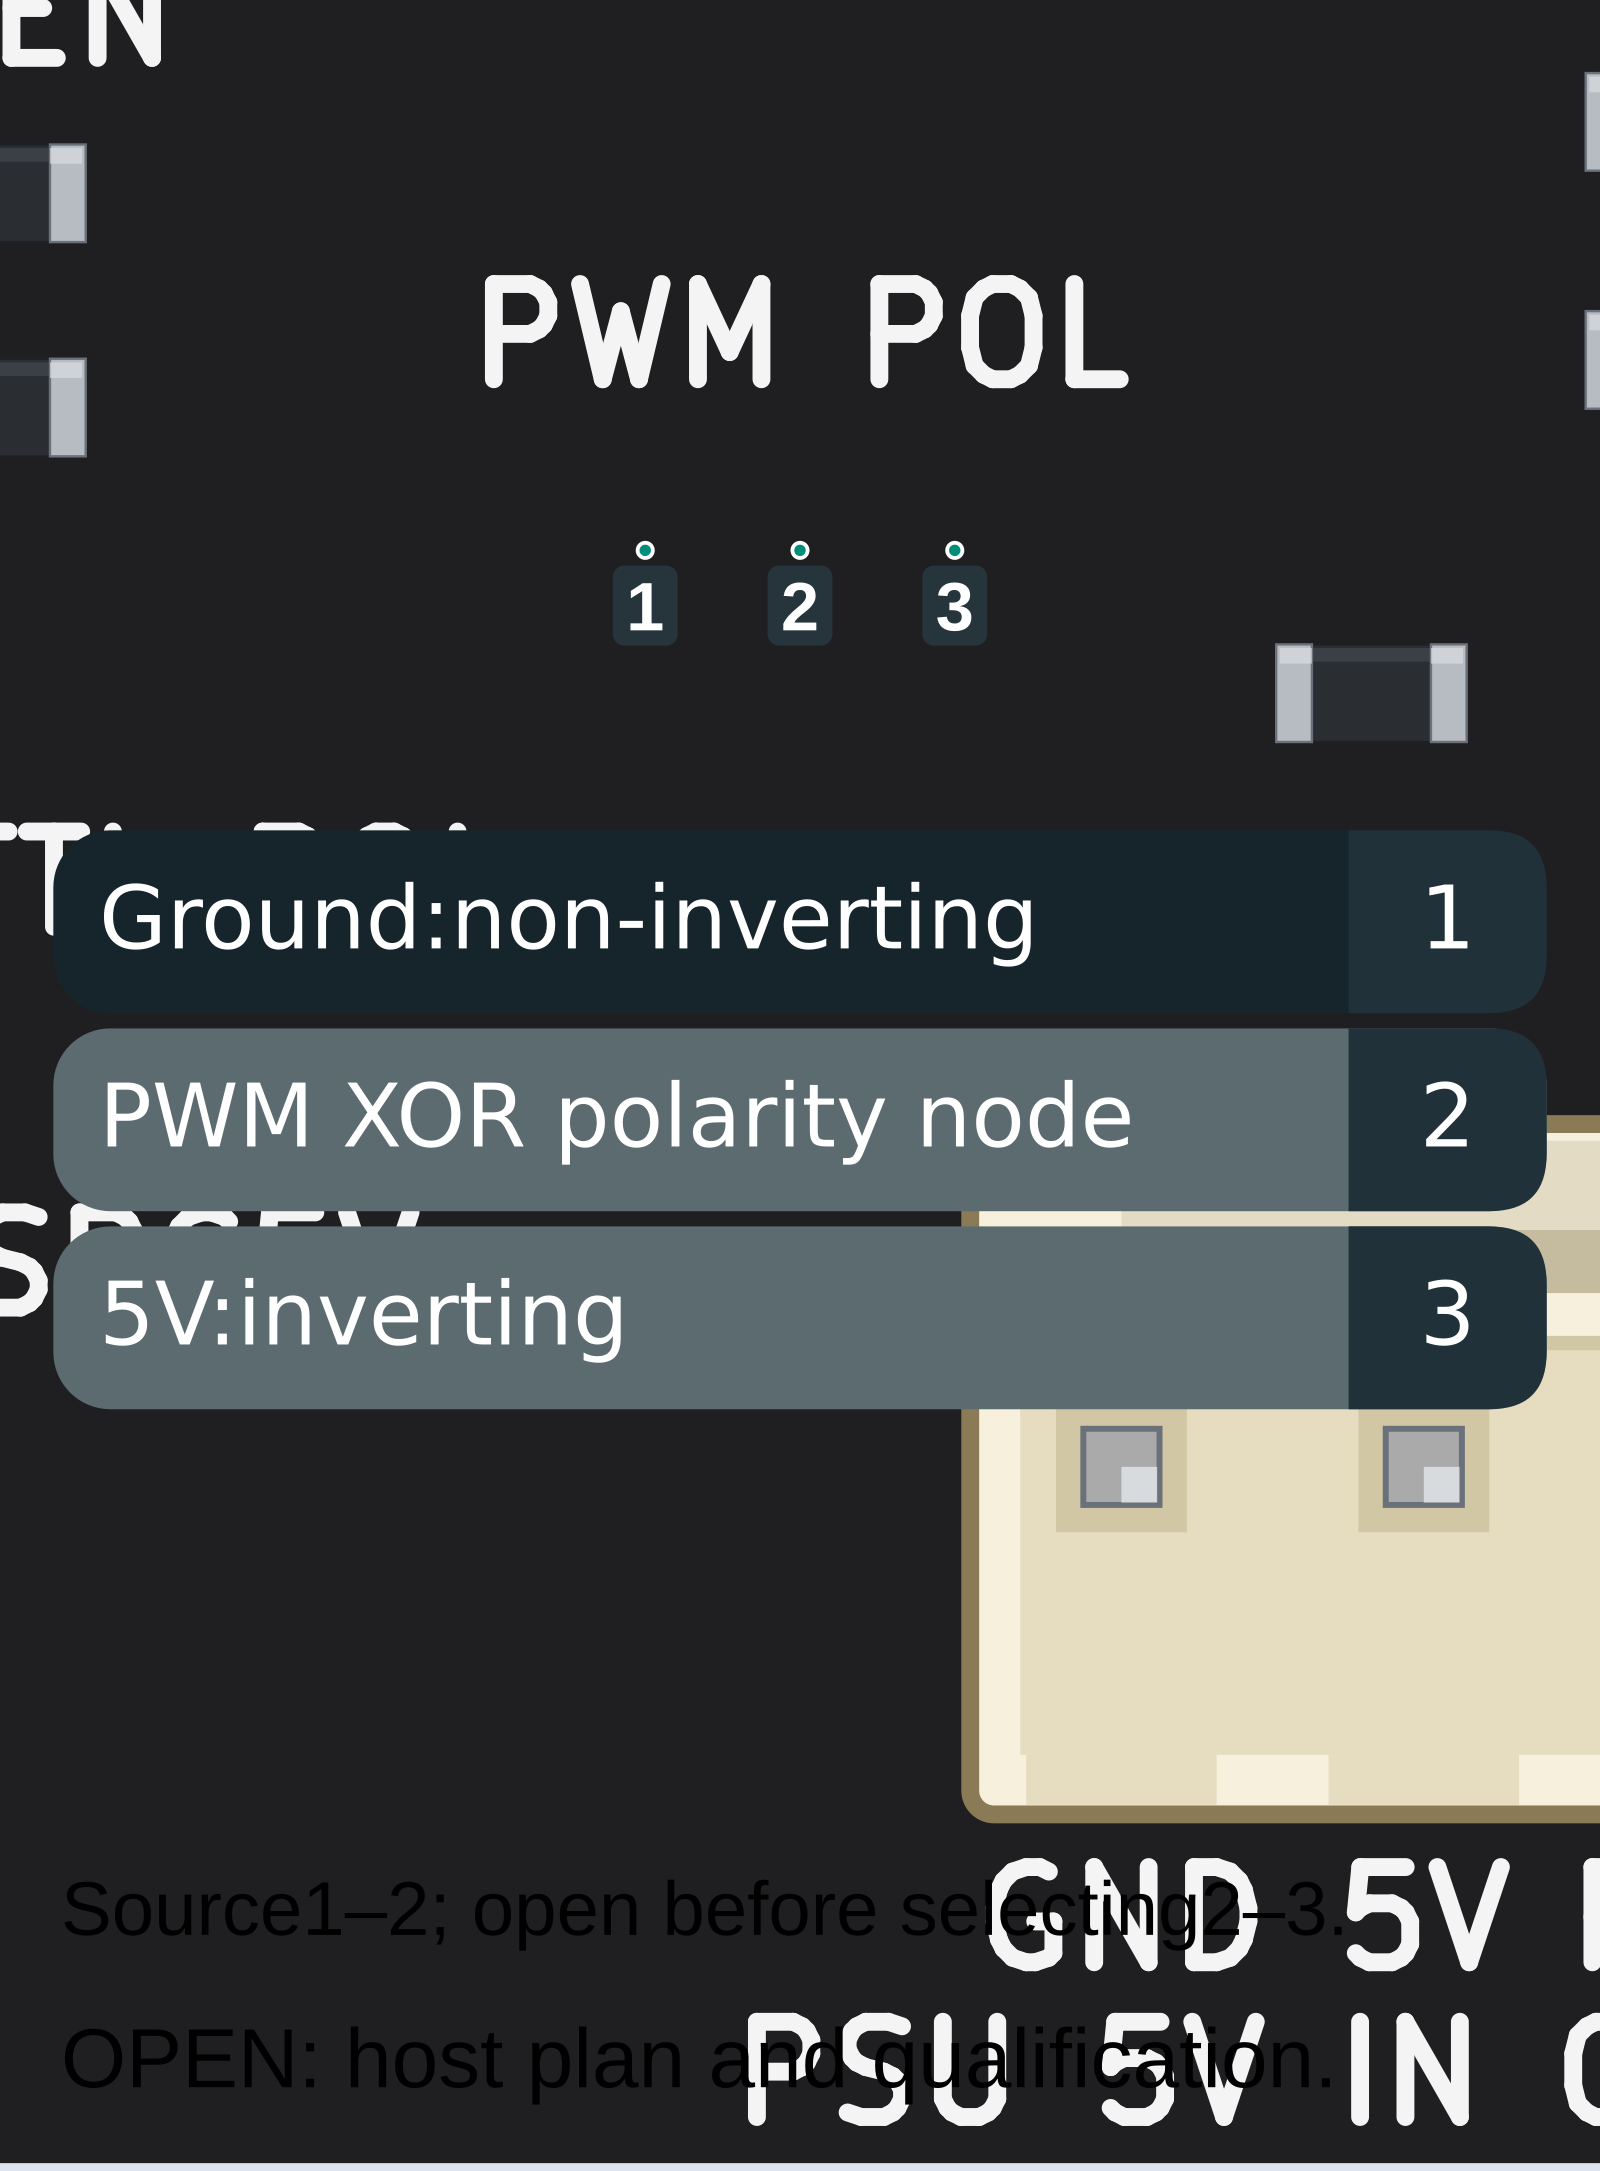 EN
PWM POL
1 2 3
Ground:non-inverting 1
PWM XOR polarity node 2
5V:inverting 3
Source1–2; open before selecting2–3.
GND 5V
OPEN: host plan and qualification.
PSU 5V IN